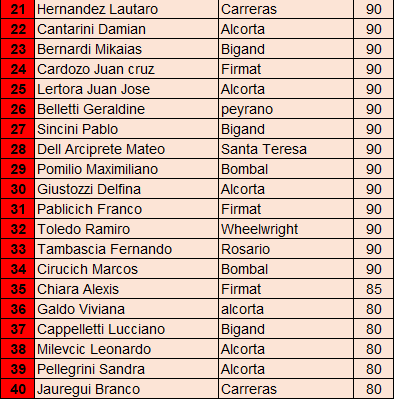 21 Hernandez Lautaro Carreras 90
22 Cantarini Damian Alcorta 90
23 Bernardi Mikaias Bigand 90
24 Cardozo Juan cruz Firmat 90
25 Lertora Juan Jose Alcorta 90
26 Belletti Geraldine peyrano 90
27 Sincini Pablo Bigand 90
28 Dell Arciprete Mateo Santa Teresa 90
29 Pomilio Maximiliano Bombal 90
30 Giustozzi Delfina Alcorta 90
31 Pablicich Franco Firmat 90
32 Toledo Ramiro Wheelwright 90
33 Tambascia Fernando Rosario 90
34 Cirucich Marcos Bombal 90
35 Chiara Alexis Firmat 85
36 Galdo Viviana alcorta 80
37 Cappelletti Lucciano Bigand 80
38 Milevcic Leonardo Alcorta 80
39 Pellegrini Sandra Alcorta 80
40 Jauregui Branco Carreras 80